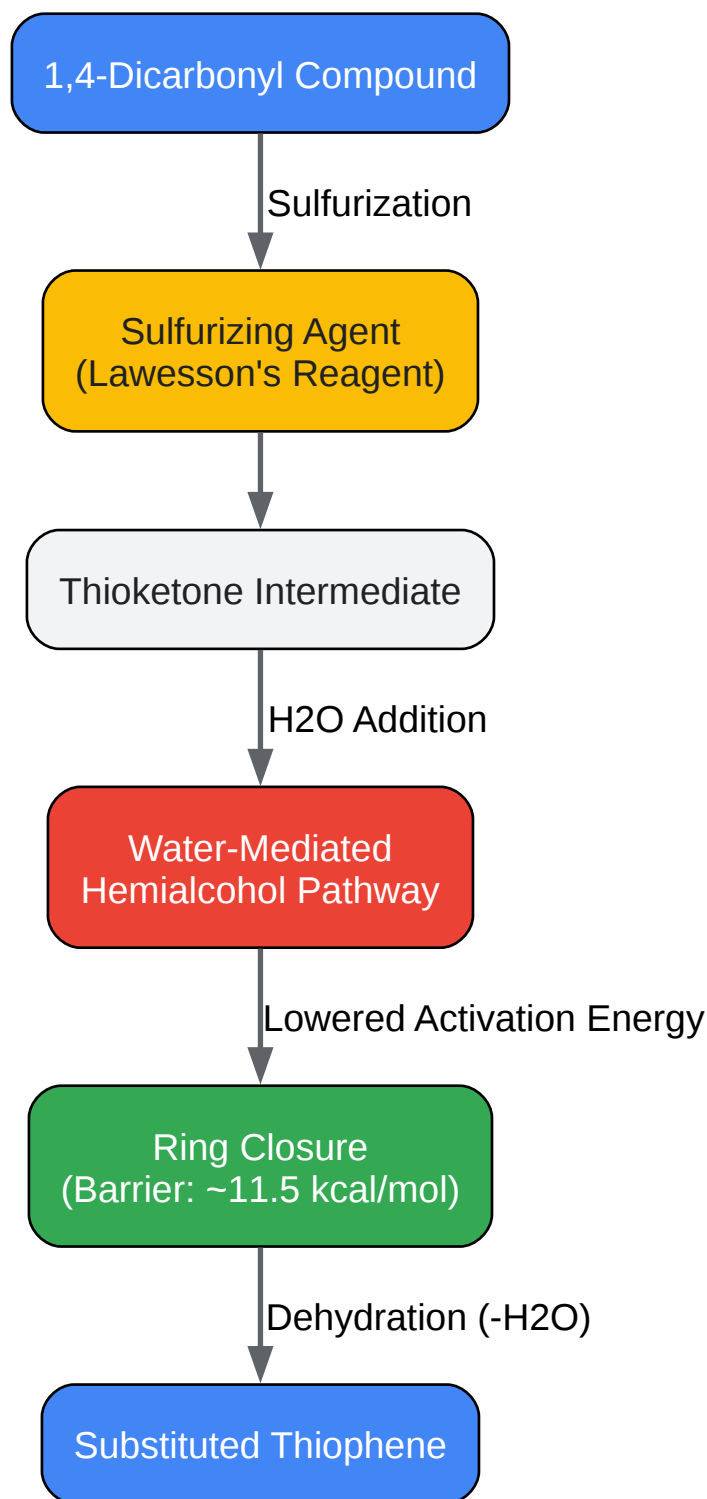 1,4-Dicarbonyl Compound
Sulfurization
Sulfurizing Agent
(Lawesson's Reagent)
Thioketone Intermediate
H2O Addition
Water-Mediated
Hemialcohol Pathway
Lowered Activation Energy
Ring Closure
(Barrier: ~11.5 kcal/mol)
Dehydration (-H2O)
Substituted Thiophene